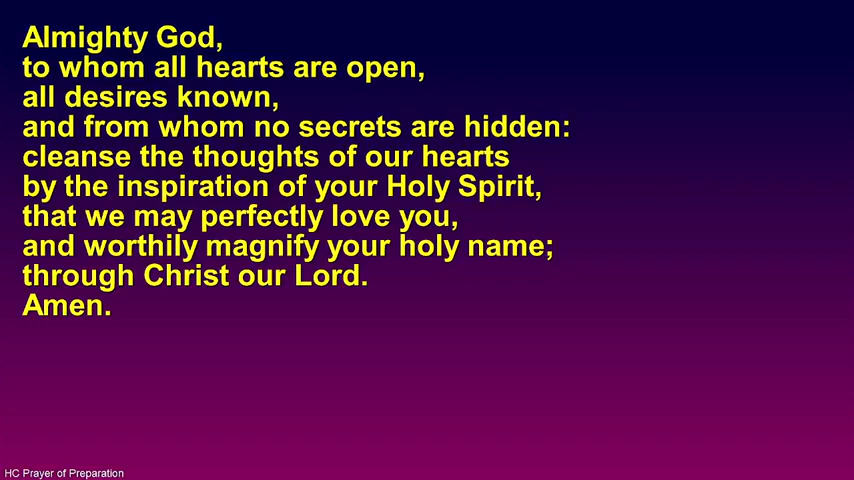 Almighty God,
to whom all hearts are open,
all desires known,
and from whom no secrets are hidden:
cleanse the thoughts of our hearts
by the inspiration of your Holy Spirit,
that we may perfectly love you,
and worthily magnify your holy name;
through Christ our Lord.
Amen.
HC Prayer of Preparation